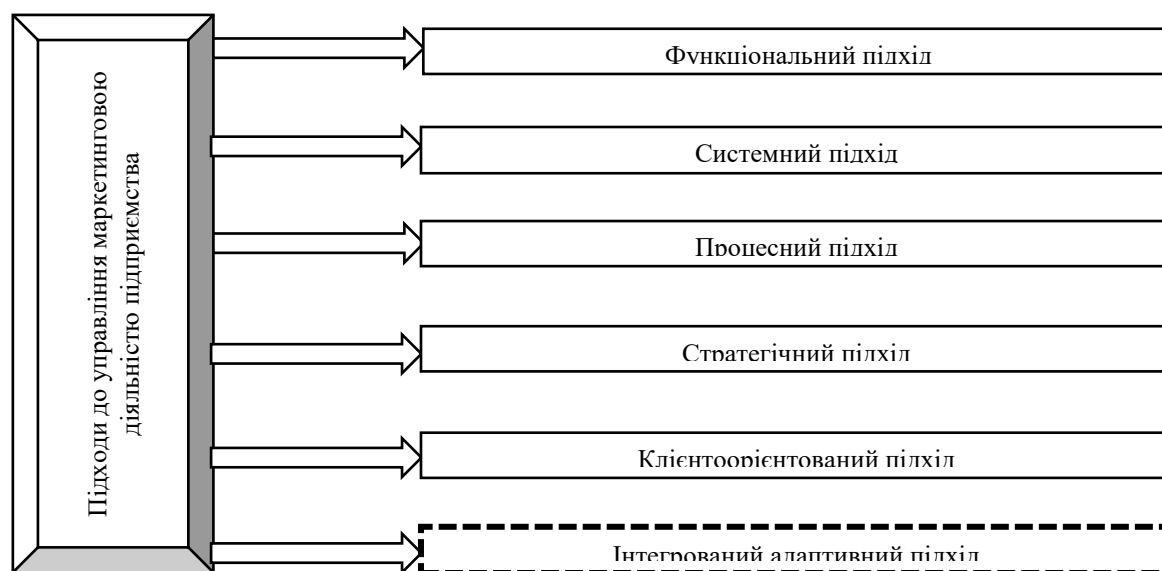 Підходи до управління маркетинговою
діяльністю підприємства
Функціональний підхід
Системний підхід
Процесний підхід
Стратегічний підхід
Клієнтоорієнтований підхід
Інтегрований адаптивний підхід